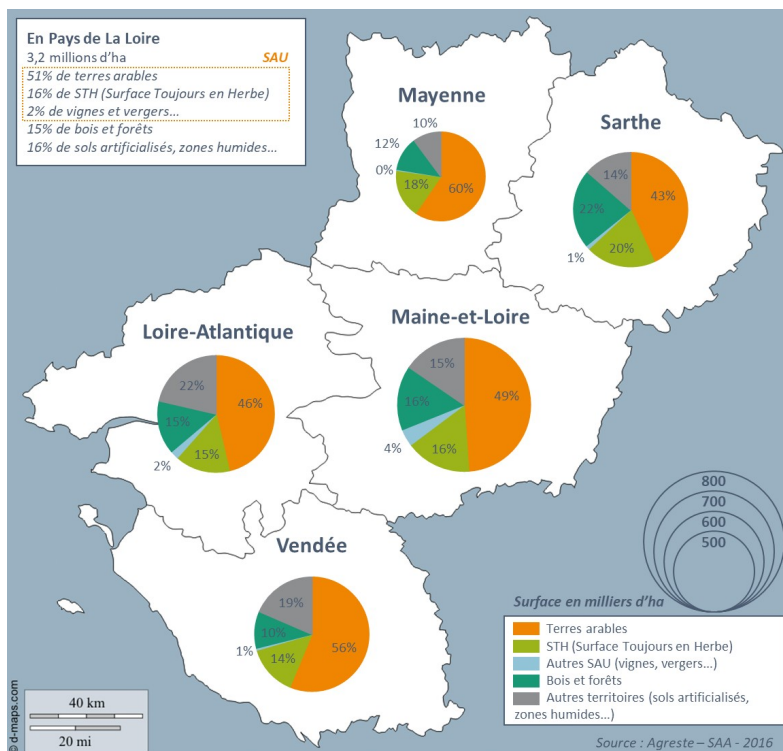 En Pays de La Loire
3,2 millions d'ha SAU
51% de terres arables
16% de STH (Surface Toujours en Herbe)
2% de vignes et vergers...
15% de bois et forêts
16% de sols artificialisés, zones humides...
Mayenne
10%
12%
0%
18%
60%
Sarthe
14%
43%
22%
20%
1%
Loire-Atlantique
22%
46%
15%
15%
2%
Maine-et-Loire
15%
49%
16%
16%
4%
Vendée
19%
10%
56%
1%
14%
800
700
600
500
Surface en milliers d'ha
Terres arables
STH (Surface Toujours en Herbe)
Autres SAU (vignes, vergers...)
Bois et forêts
Autres territoires (sols artificialisés,
zones humides...)
40 km
20 mi
© d-maps.com
Source : Agreste – SAA - 2016